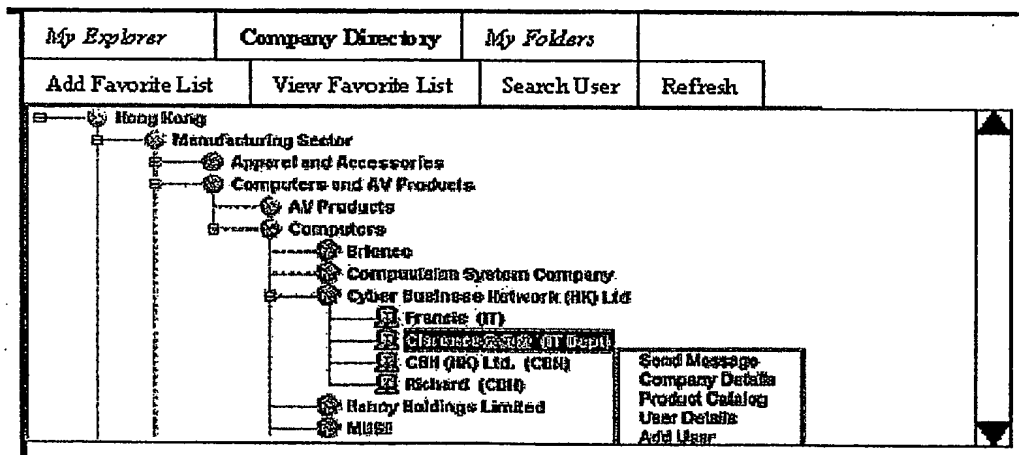 My Explorer Company Directory My Folders
Add Favorite List View Favorite List Search User Refresh
Hong Kong
Manufacturing Sector
Apparel and Accessories
Computers and AV Products
AV Products
Computers
Compuvision System Company
Cyber Business Network (HK) Ltd
Francis (IT)
(IT Dept)
CBN (HK) Ltd. (CBN)
Richard (CBN)
Holdings Limited
Send Message
Company Details
Product Catalog
User Details
Add User